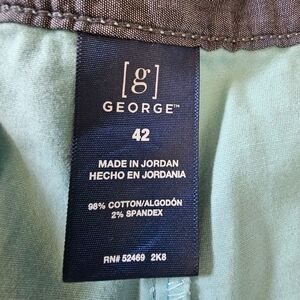 [g]
GEORGE™
42
MADE IN JORDAN
HECHO EN JORDANIA
98% COTTON/ALGODÓN
2% SPANDEX
RN# 52469 2K8